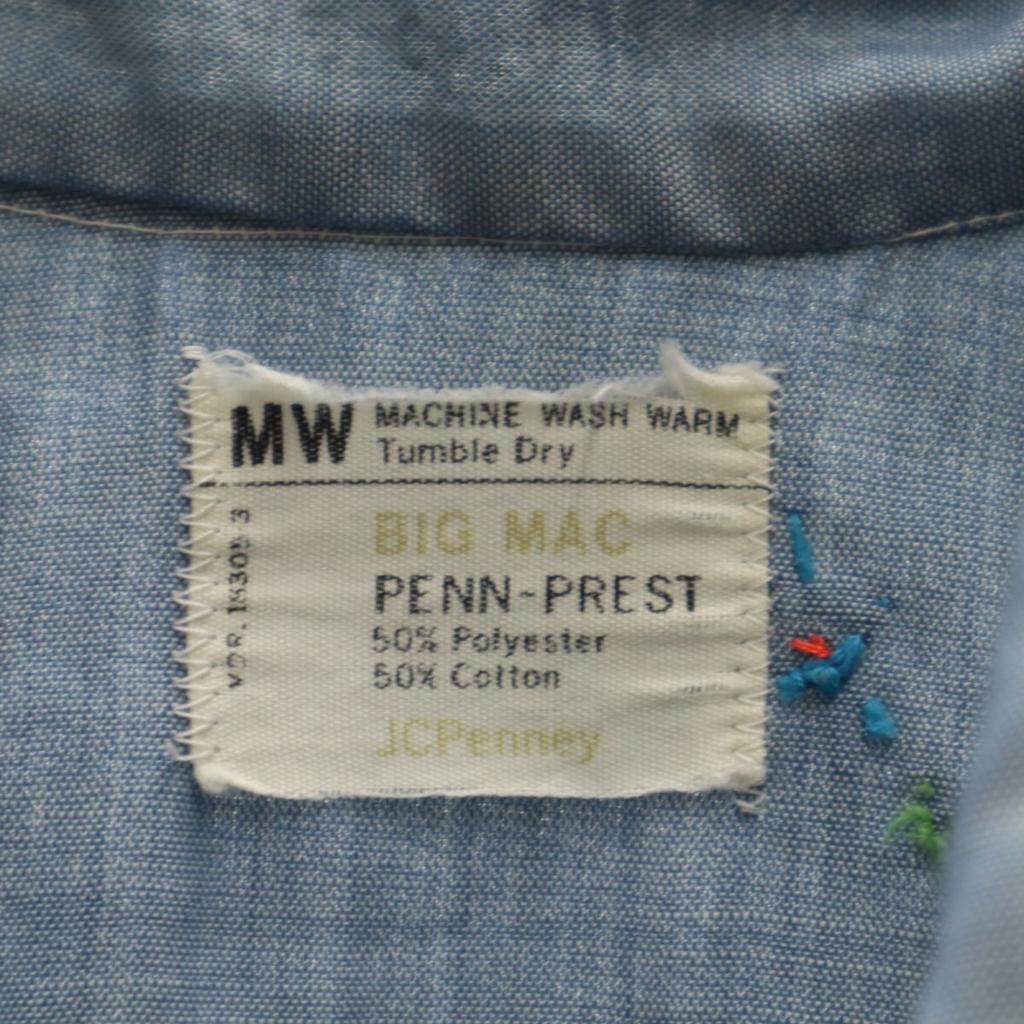 MW
MACHINE WASH WARM
Tumble Dry
BIG MAC
PENN-PREST
50% Polyester
50% Cotton
JCPenney